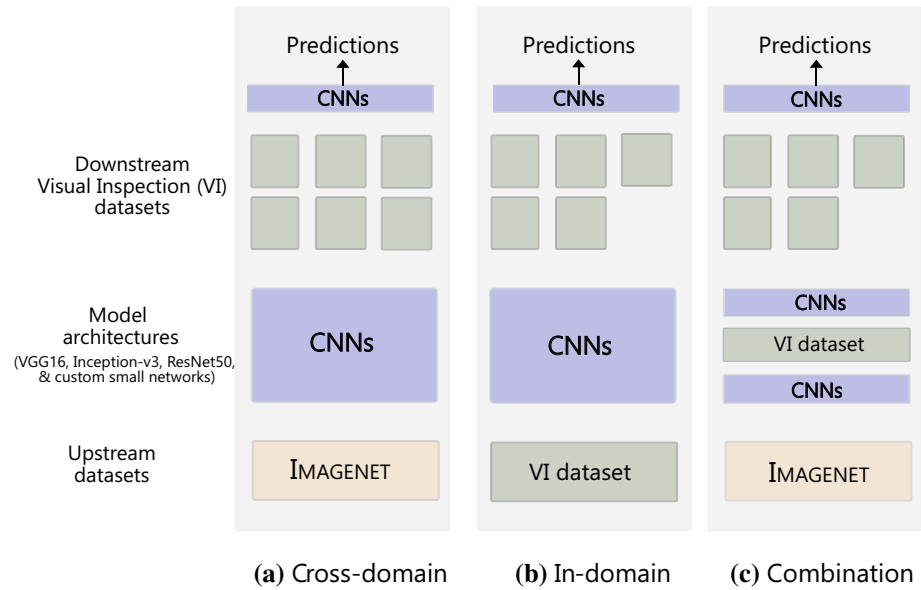 Predictions
Predictions
Predictions
CNNs
CNNs
CNNs
Downstream
Visual Inspection (VI)
datasets
Model
architectures
(VGG16, Inception-v3, ResNet50,
& custom small networks)
CNNs
CNNs
CNNs
VI dataset
CNNs
Upstream
datasets
IMAGENET
VI dataset
IMAGENET
(a) Cross-domain
(b) In-domain
(c) Combination